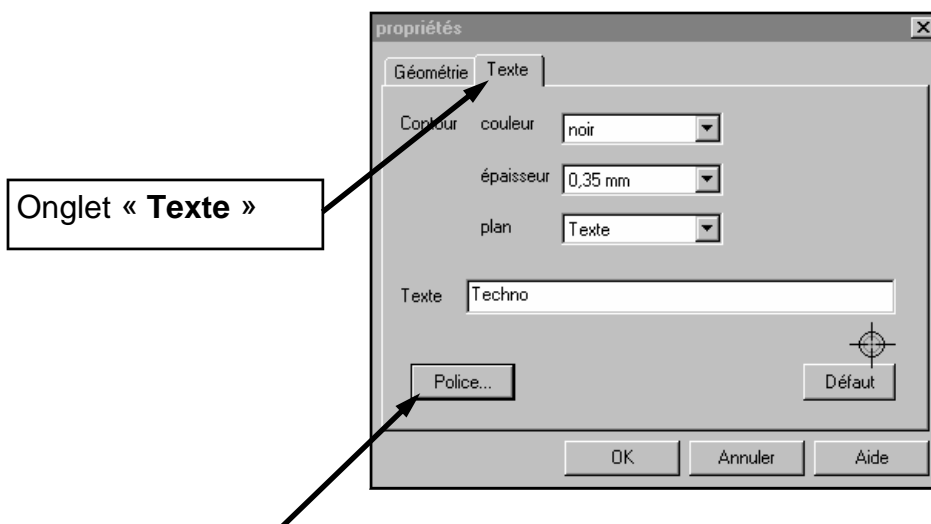 propriétés
Géométrie Texte
Contour couleur noir
épaisseur 0,35 mm
plan Texte
Onglet « Texte »
Texte Techno
Police... Défaut
OK Annuler Aide